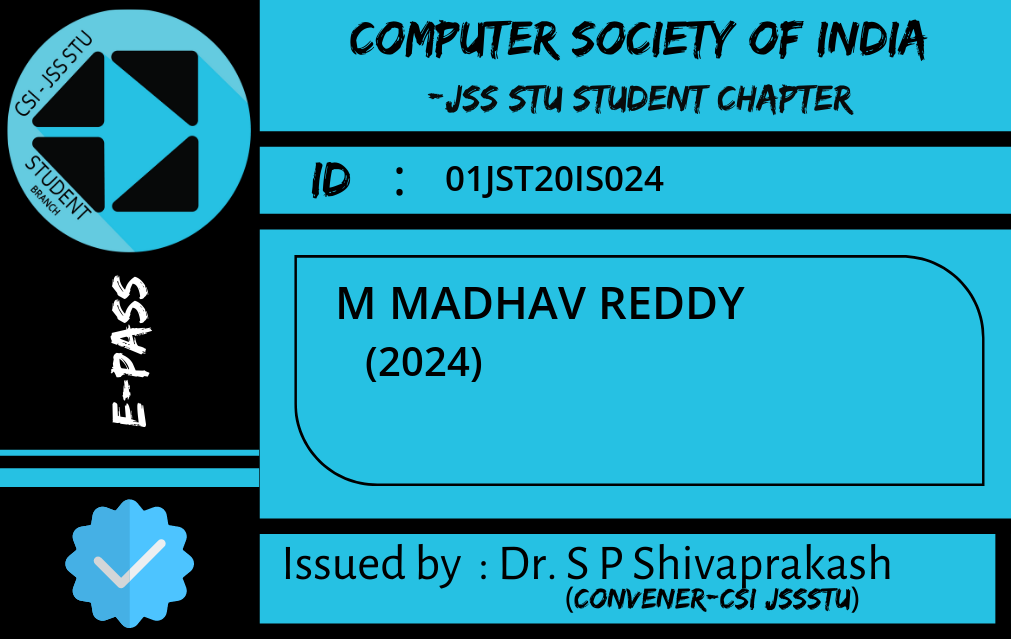 CSI - JSS STU
STUDENT
BRANCH
E-PASS
COMPUTER SOCIETY OF INDIA
-JSS STU STUDENT CHAPTER
ID : 01JST20IS024
M MADHAV REDDY
(2024)
Issued by : Dr. S P Shivaprakash
(CONVENER-CSI JSSSTU)